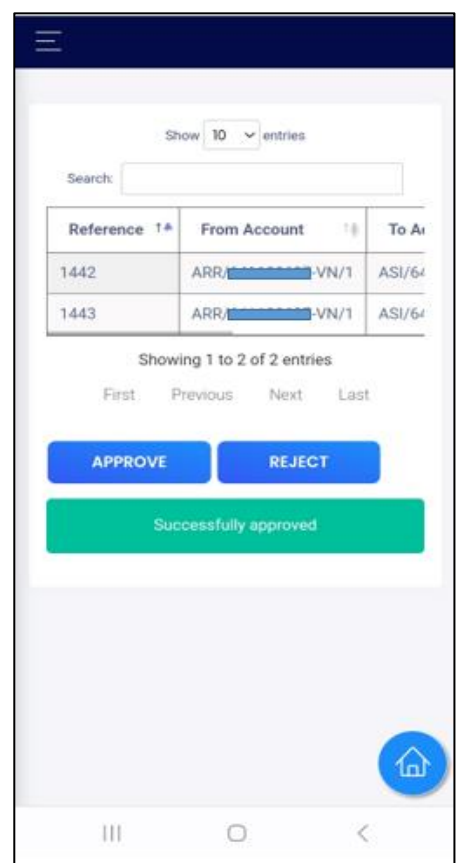 Show 10 entries
Search:
Reference From Account To A
1442 ARR/ -VN/1 ASI/64
1443 ARR/ -VN/1 ASI/64
Showing 1 to 2 of 2 entries
First Previous Next Last
APPROVE REJECT
Successfully approved